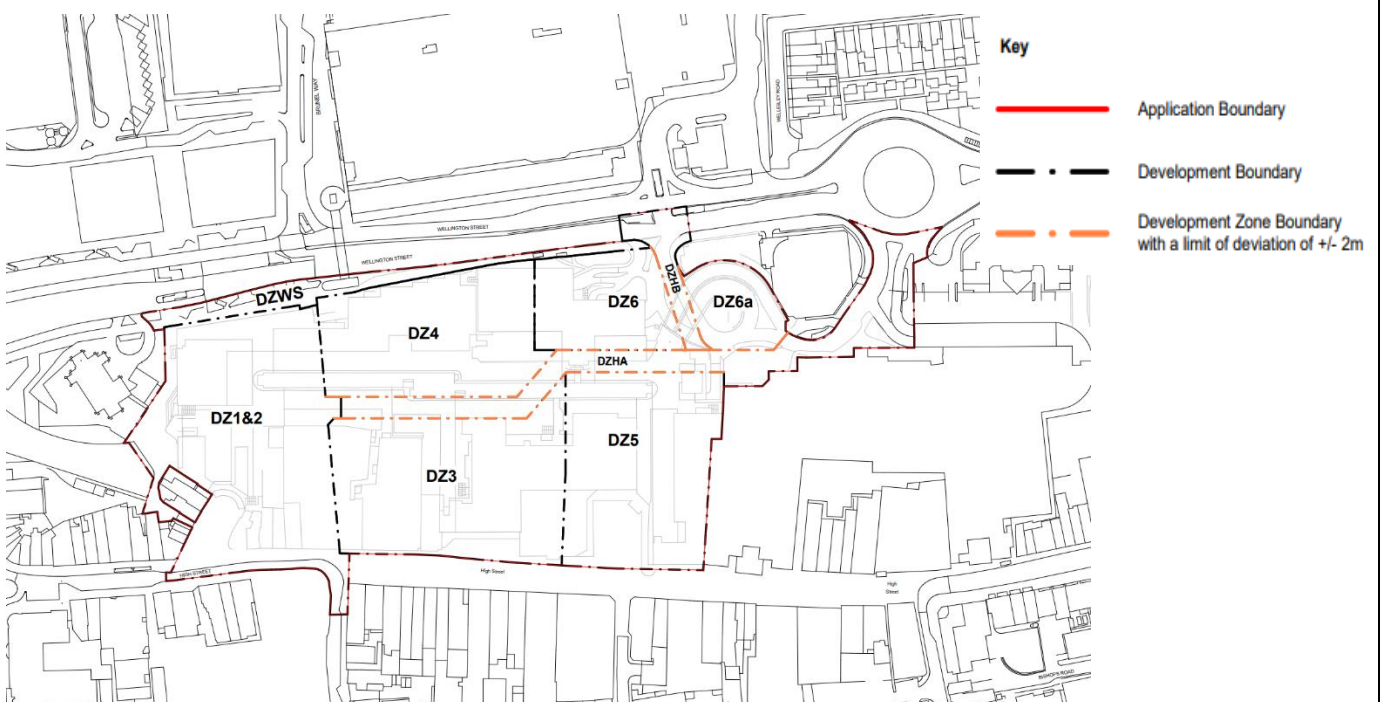 BRUNEL WAY
WELLESLEY ROAD
WELLINGTON STREET
WELLINGTON STREET
DZWS
DZHB
DZ6
DZ6a
DZ4
DZHA
DZ1&2
DZ5
DZ3
HIGH STREET
High Street
High
Street
BISHOPS ROAD
Key
Application Boundary
Development Boundary
Development Zone Boundary
with a limit of deviation of +/- 2m